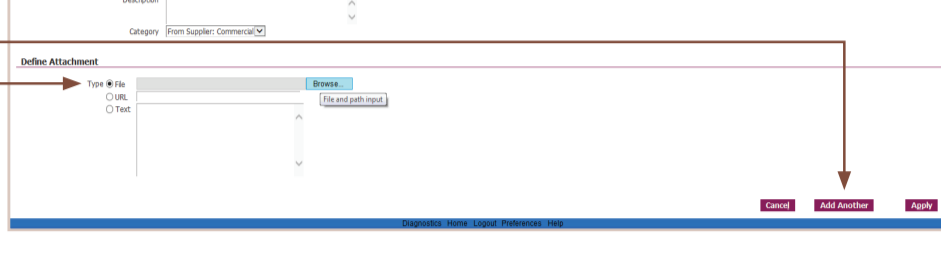 Description
Category From Supplier: Commercial
Define Attachment
Type File Browse...
URL
File and path input
Text
Cancel Add Another Apply
Diagnostics Home Logout Preferences Help